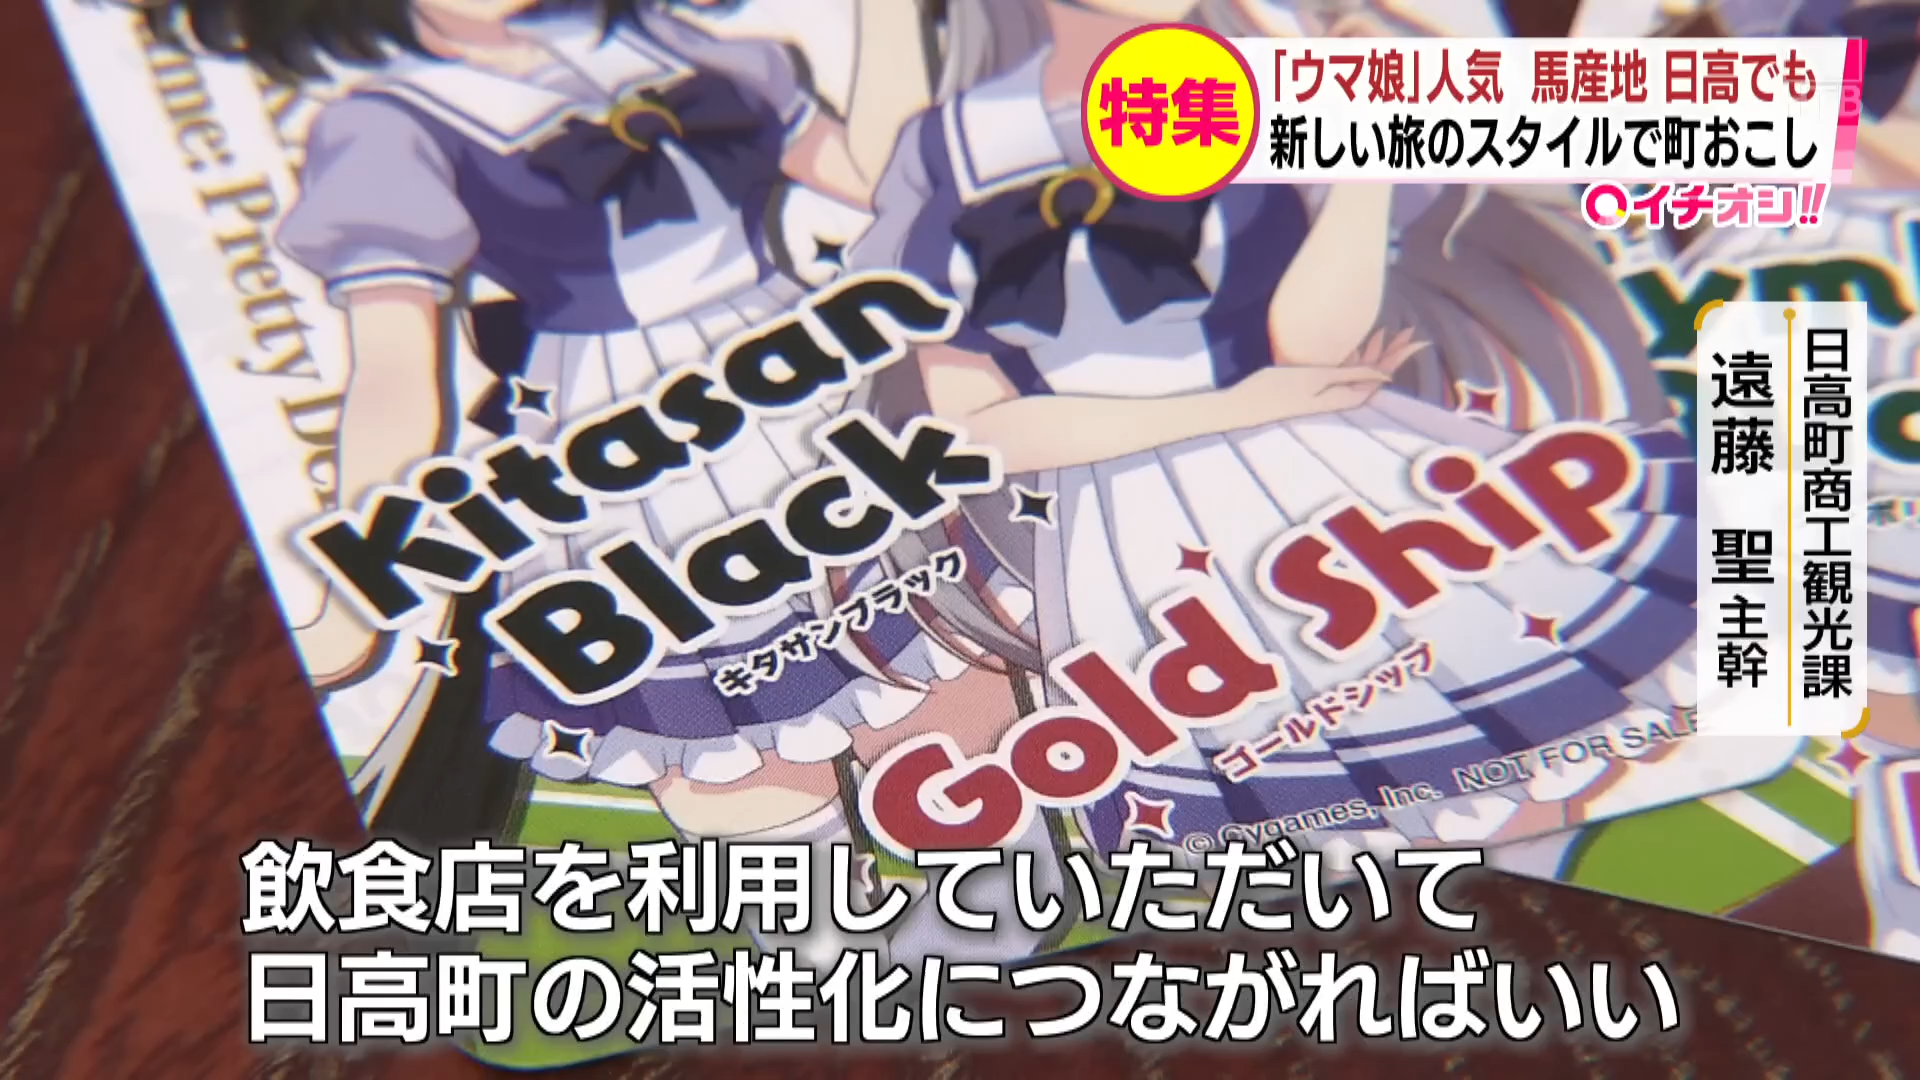 特集
「ウマ娘」人気 馬産地 日高でも
新しい旅のスタイルで町おこし
イチオシ!!
日高町商工観光課
遠藤 聖 主幹
Pretty
Kitasan
Black
キタサンブラック
Gold Ship
ゴールドシップ
© Cygames, Inc. NOT FOR SALE
飲食店を利用していただいて
日高町の活性化につながればいい